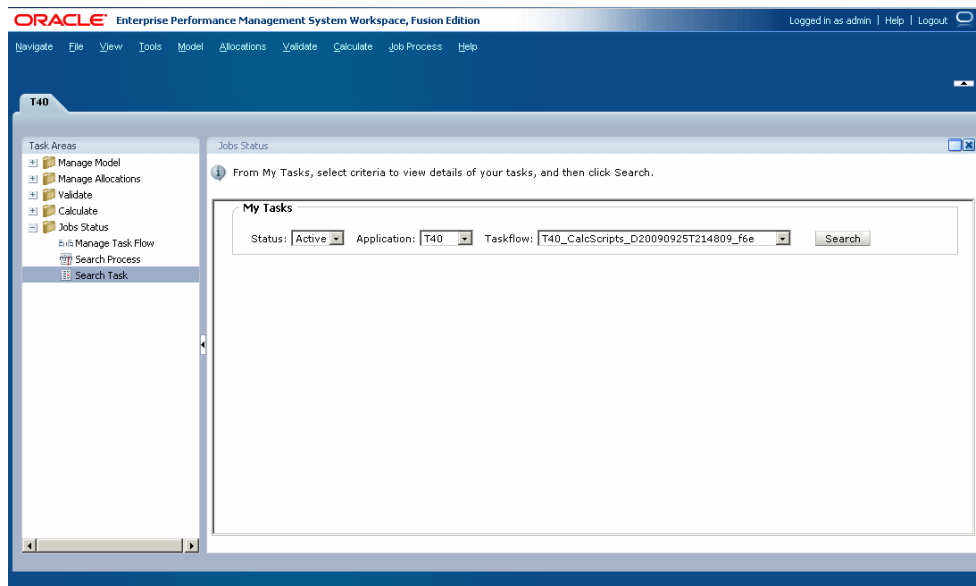 ORACLE Enterprise Performance Management System Workspace, Fusion Edition Logged in as admin | Help | Logout
Navigate File View Tools Model Allocations Validate Calculate Job Process Help
T40
Task Areas
Manage Model
Manage Allocations
Validate
Calculate
Jobs Status
Manage Task Flow
Search Process
Search Task
Jobs Status
From My Tasks, select criteria to view details of your tasks, and then click Search.
My Tasks
Status: Active Application: T40 Taskflow: T40_CalcScripts_D20090925T214809_f6e Search